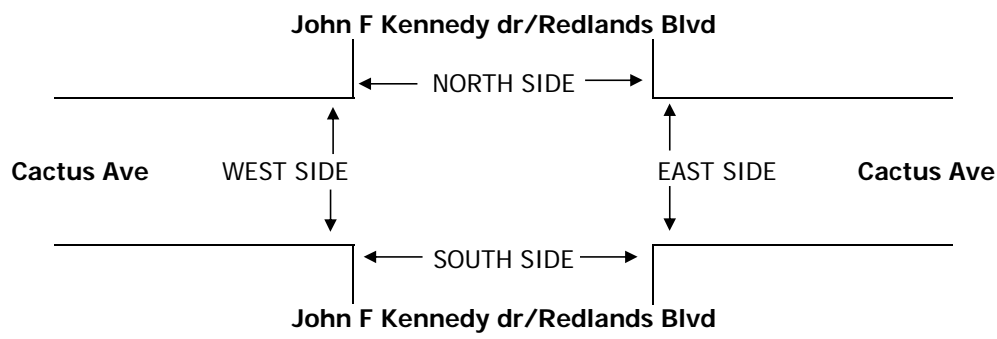 John F Kennedy dr/Redlands Blvd
NORTH SIDE
Cactus Ave WEST SIDE EAST SIDE Cactus Ave
SOUTH SIDE
John F Kennedy dr/Redlands Blvd